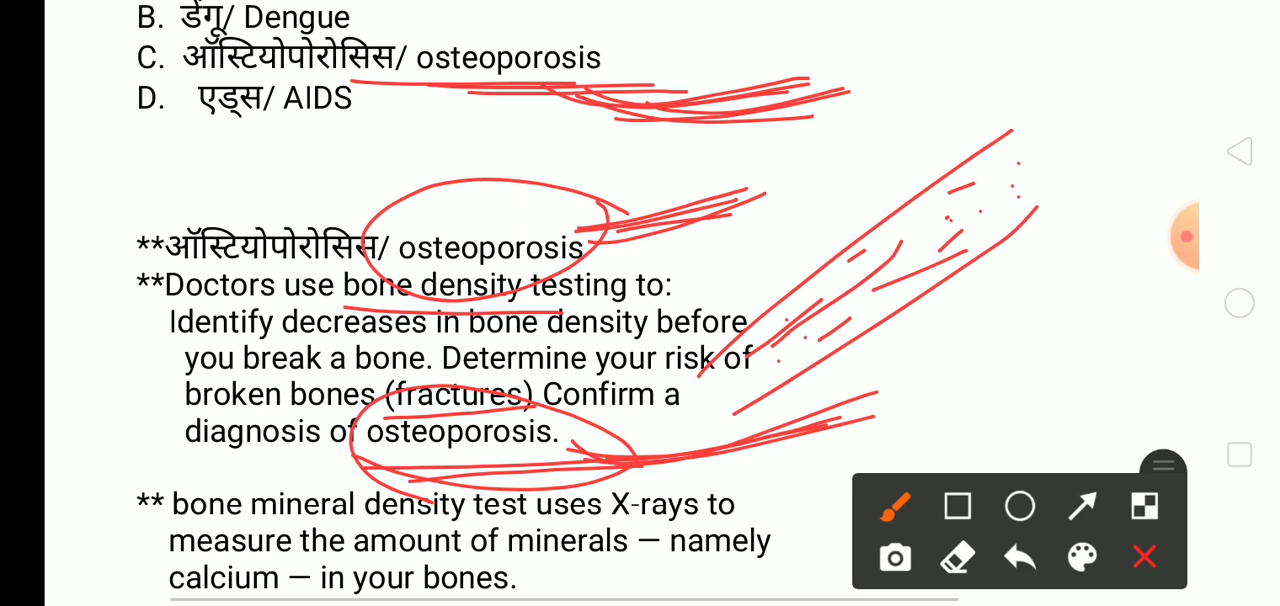 B. डेंगू/ Dengue
C. ऑस्टियोपोरोसिस/ osteoporosis
D. एड्स/ AIDS
**ऑस्टियोपोरोसिस/ osteoporosis
**Doctors use bone density testing to:
Identify decreases in bone density before
you break a bone. Determine your risk of
broken bones (fractures) Confirm a
diagnosis of osteoporosis.
** bone mineral density test uses X-rays to
measure the amount of minerals — namely
calcium — in your bones.